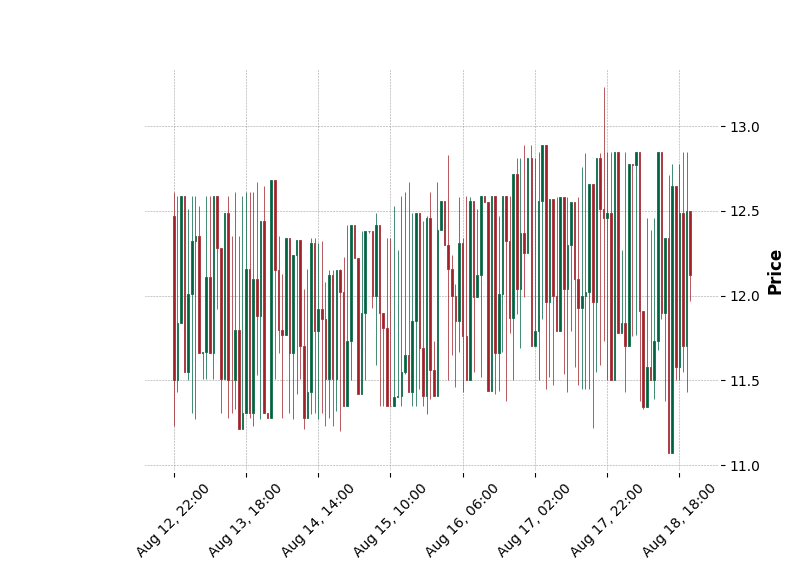 13.0
12.5
12.0
11.5
11.0
Price
Aug 12, 22:00
Aug 13, 18:00
Aug 14, 14:00
Aug 15, 10:00
Aug 16, 06:00
Aug 17, 02:00
Aug 17, 22:00
Aug 18, 18:00